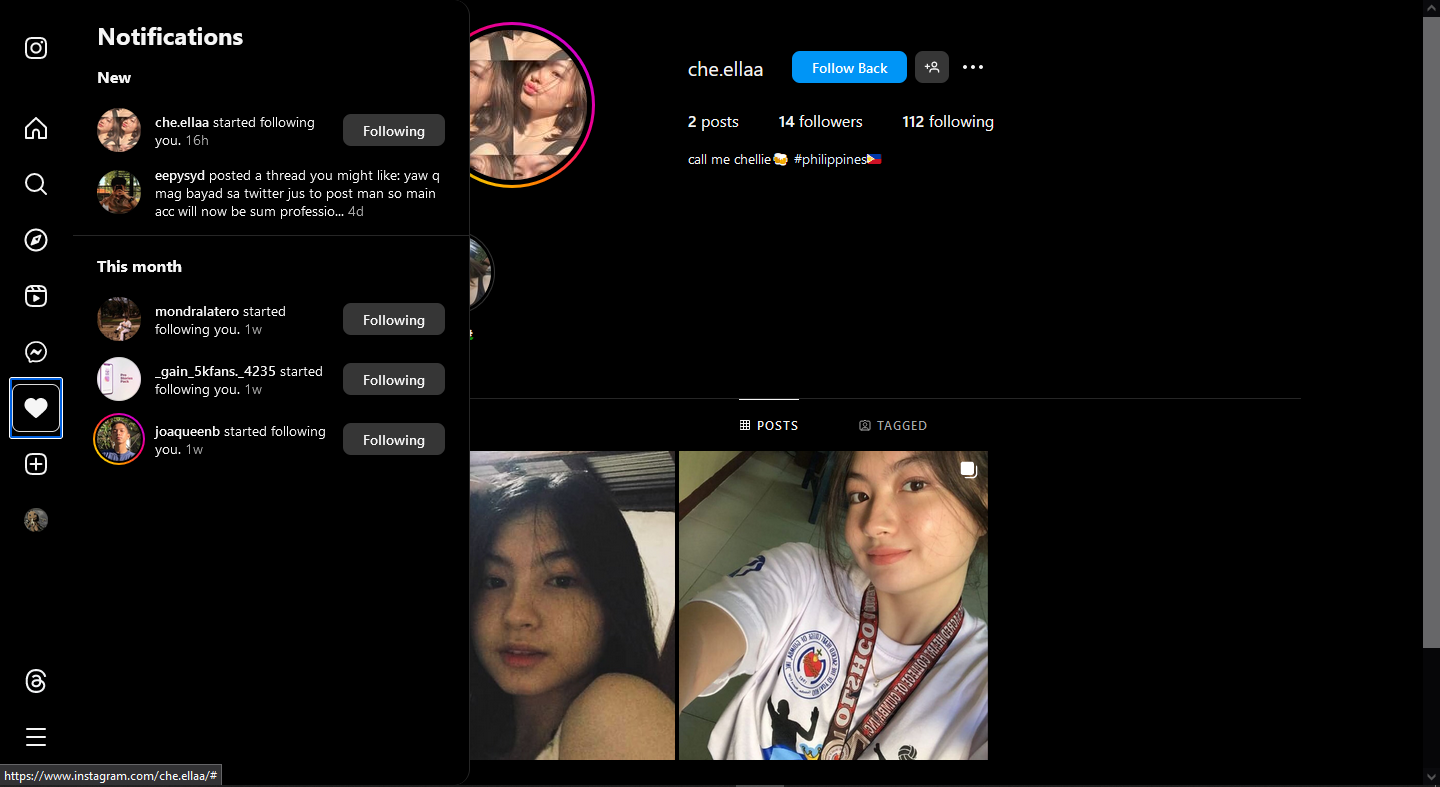 Notifications
New
che.ellaa started following
you. 16h
Following
eepysyd posted a thread you might like: yaw q
mag bayad sa twitter jus to post man so main
acc will now be sum professio... 4d
This month
mondralatero started
following you. 1w
Following
_gain_5kfans._4235 started
following you. 1w
Following
joaqueenb started following
you. 1w
Following
che.ellaa
Follow Back
2 posts
14 followers
112 following
call me chellie🍻 #philippines🇵🇭
POSTS
TAGGED
https://www.instagram.com/che.ellaa/#